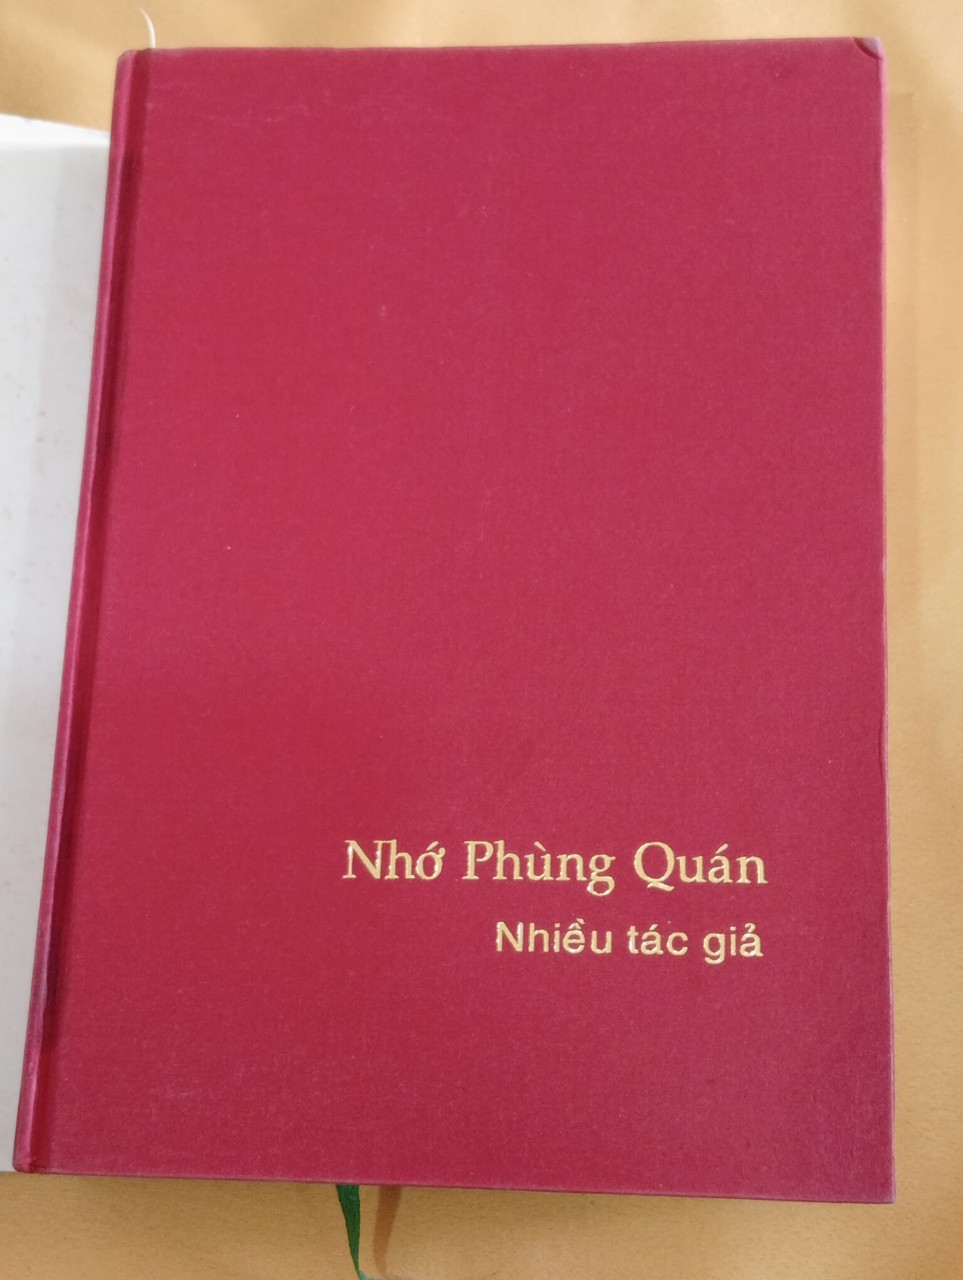 Nhớ Phùng Quán
Nhiều tác giả